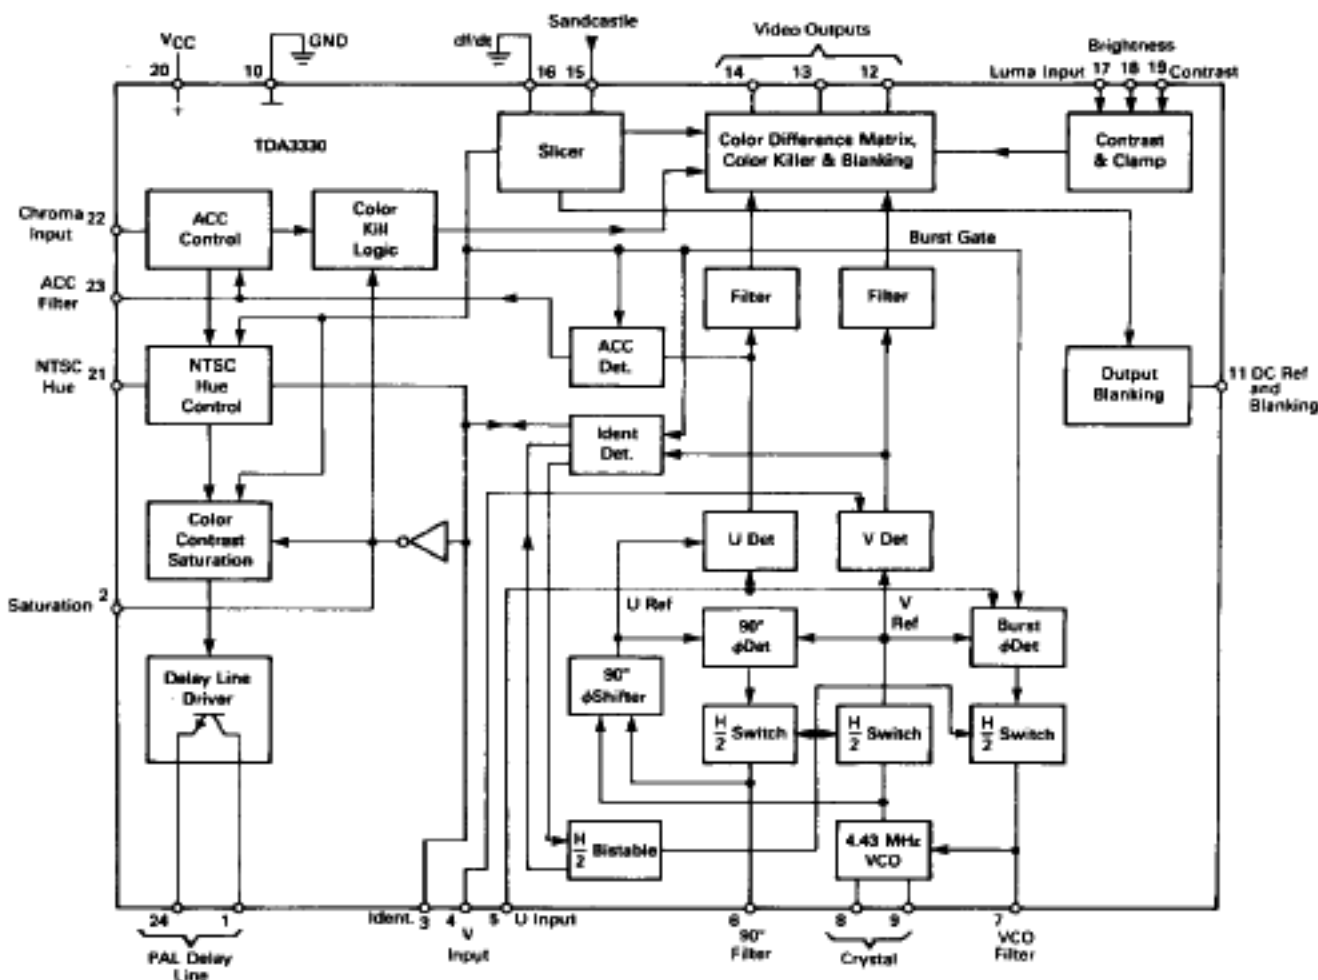 Sandcastle
VCC
GND
df/dt
Video Outputs
Brightness
20
10
16
15
14
13
12
Luma Input
17
18
19
Contrast
TDA3330
Slicer
Color Difference Matrix,
Color Killer & Blanking
Contrast
& Clamp
Chroma
Input
22
ACC
Control
Color
Kill
Logic
Burst Gate
ACC
Filter
23
Filter
Filter
ACC
Det.
NTSC
Hue
21
NTSC
Hue
Control
Output
Blanking
11 DC Ref
and
Blanking
Ident
Det.
Color
Contrast
Saturation
U Det
V Det
Saturation
2
U Ref
V
Ref
90°
ϕDet
Burst
ϕDet
Delay Line
Driver
90°
ϕShifter
H/2 Switch
H/2 Switch
H/2 Switch
H/2 Bistable
4.43 MHz
VCO
24
1
Ident.
3
4
5
U Input
6
8
9
7
V
Input
90°
Filter
Crystal
VCO
Filter
PAL Delay
Line